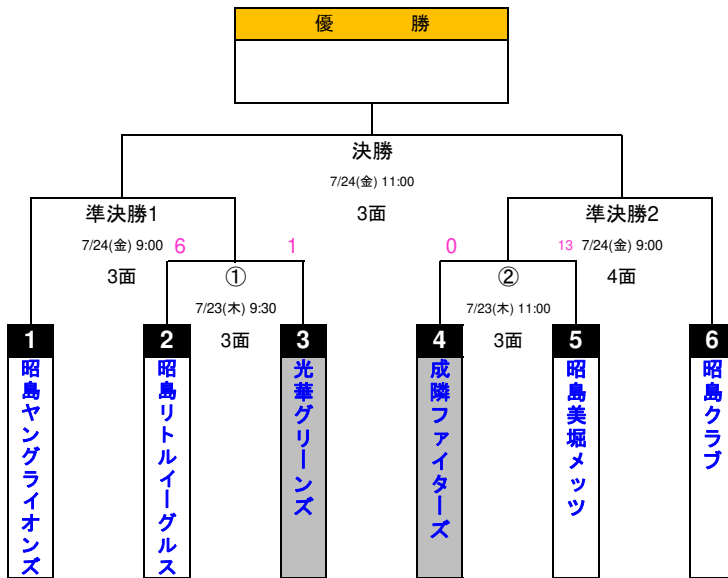 優　　　勝
決勝
7/24(金) 11:00
3面
準決勝1
7/24(金) 9:00
3面
準決勝2
7/24(金) 9:00
4面
6
1
0
13
①
7/23(木) 9:30
3面
②
7/23(木) 11:00
3面
1
昭島ヤングライオンズ
2
昭島リトルイーグルス
3
光華グリーンズ
4
成隣ファイターズ
5
昭島美堀メッツ
6
昭島クラブ